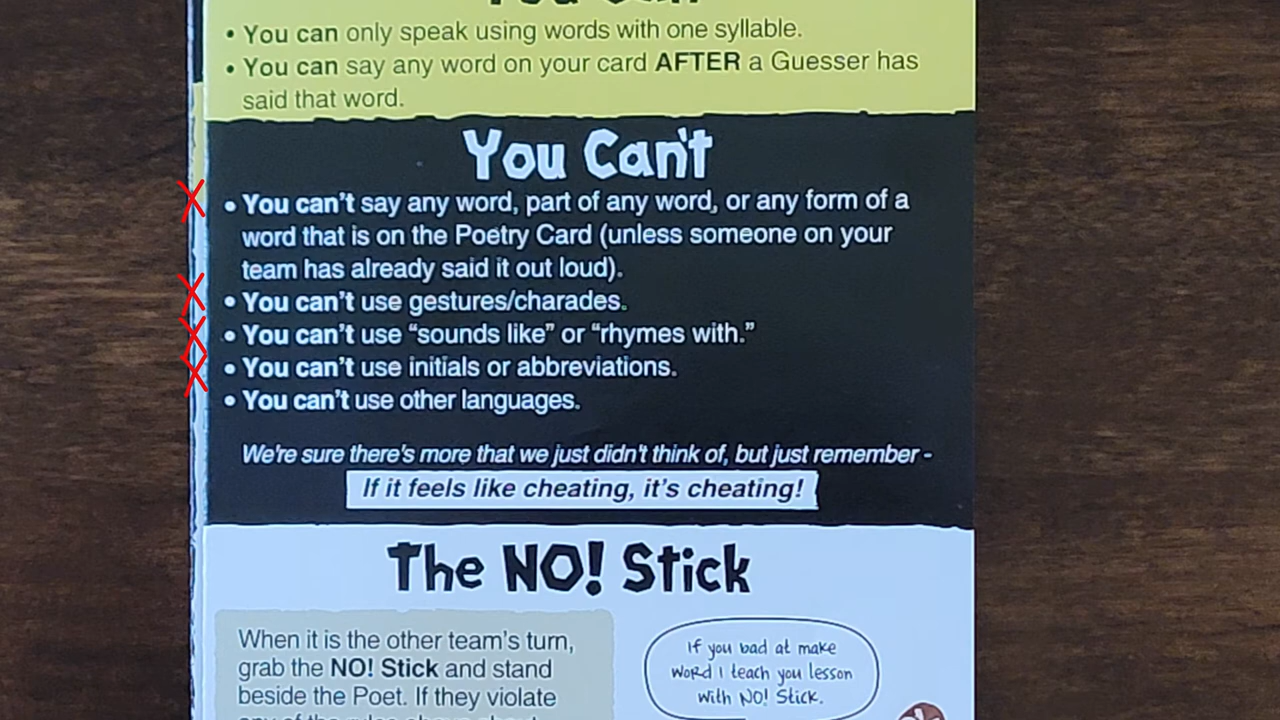 • You can only speak using words with one syllable.
• You can say any word on your card AFTER a Guesser has
said that word.
You Can't
• You can't say any word, part of any word, or any form of a
word that is on the Poetry Card (unless someone on your
team has already said it out loud).
• You can't use gestures/charades.
• You can't use “sounds like” or “rhymes with.”
• You can't use initials or abbreviations.
• You can't use other languages.
We're sure there's more that we just didn't think of, but just remember -
If it feels like cheating, it's cheating!
The NO! Stick
When it is the other team's turn,
grab the NO! Stick and stand
beside the Poet. If they violate
If you bad at make
word I teach you lesson
with NO! Stick.